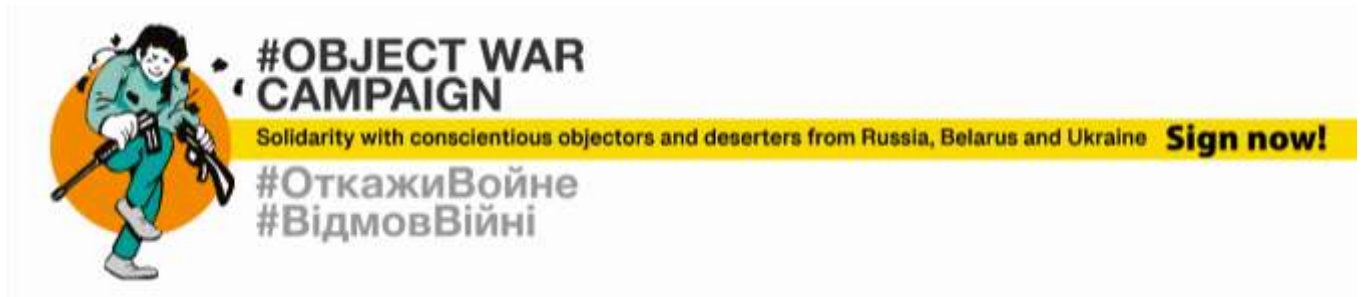 #OBJECT WAR
CAMPAIGN
Solidarity with conscientious objectors and deserters from Russia, Belarus and Ukraine Sign now!
#ОткажиВойне
#ВідмовВійні